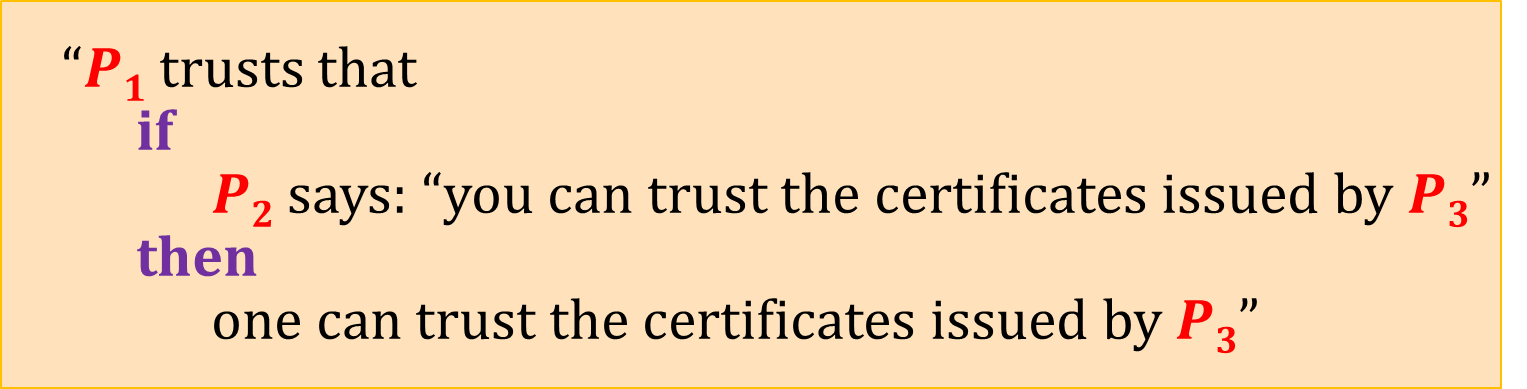 “P₁ trusts that
if
P₂ says: “you can trust the certificates issued by P₃”
then
one can trust the certificates issued by P₃”